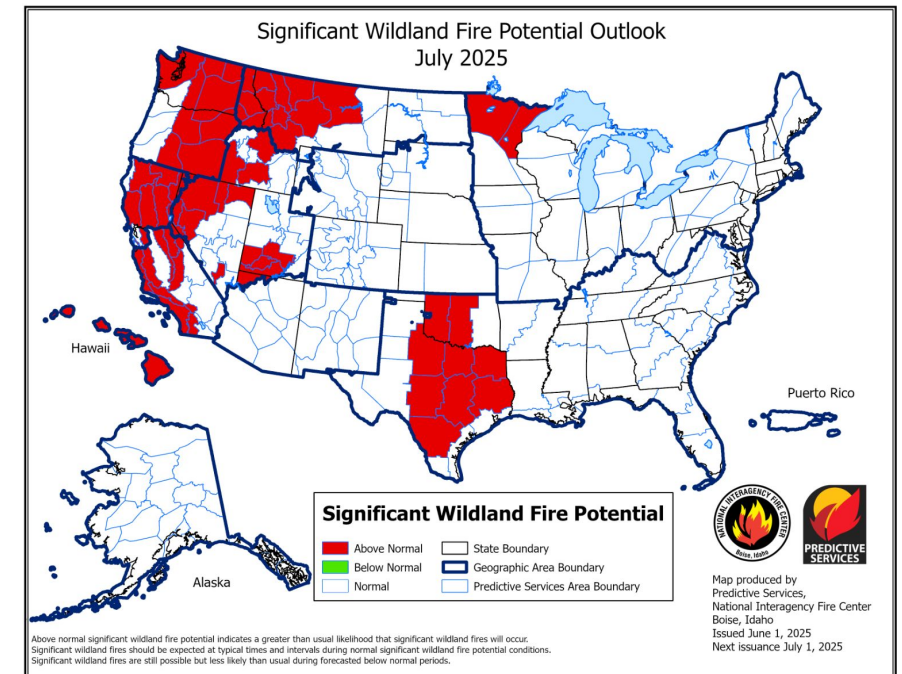 Significant Wildland Fire Potential Outlook
July 2025
Hawaii
Puerto Rico
Alaska
Significant Wildland Fire Potential
Above Normal
Below Normal
Normal
State Boundary
Geographic Area Boundary
Predictive Services Area Boundary
NATIONAL INTERAGENCY FIRE CENTER
Boise, Idaho
PREDICTIVE
SERVICES
Map produced by
Predictive Services,
National Interagency Fire Center
Boise, Idaho
Issued June 1, 2025
Next issuance July 1, 2025
Above normal significant wildland fire potential indicates a greater than usual likelihood that significant wildland fires will occur.
Significant wildland fires should be expected at typical times and intervals during normal significant wildland fire potential conditions.
Significant wildland fires are still possible but less likely than usual during forecasted below normal periods.